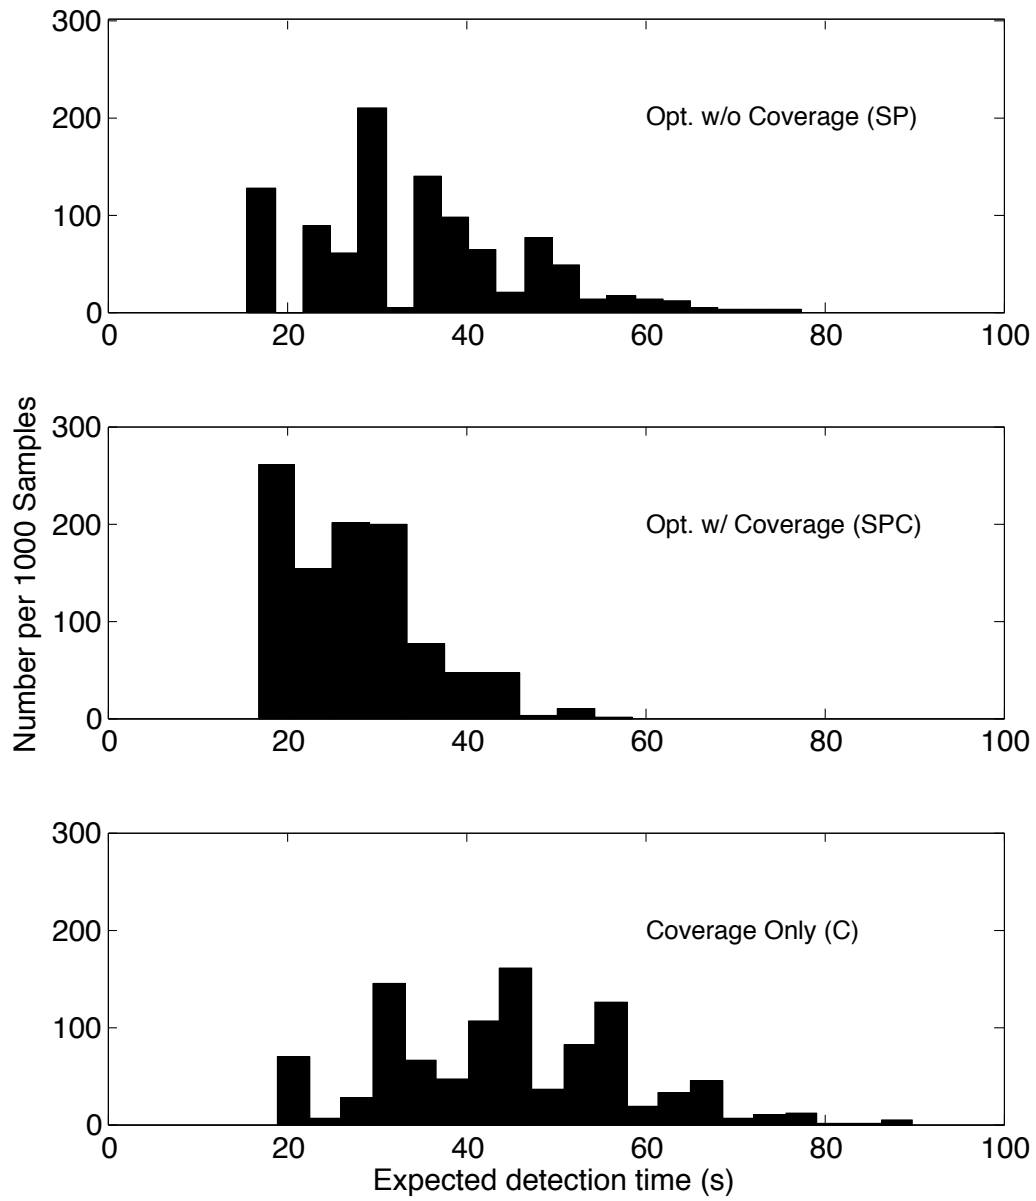 300
200
100
0
Opt. w/o Coverage (SP)
0 20 40 60 80 100
Number per 1000 Samples
300
200
100
0
Opt. w/ Coverage (SPC)
0 20 40 60 80 100
300
200
100
0
Coverage Only (C)
0 20 40 60 80 100
Expected detection time (s)